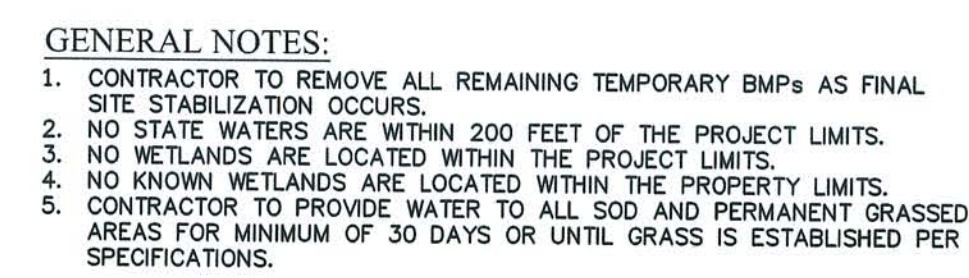 GENERAL NOTES:
1. CONTRACTOR TO REMOVE ALL REMAINING TEMPORARY BMPs AS FINAL
SITE STABILIZATION OCCURS.
2. NO STATE WATERS ARE WITHIN 200 FEET OF THE PROJECT LIMITS.
3. NO WETLANDS ARE LOCATED WITHIN THE PROJECT LIMITS.
4. NO KNOWN WETLANDS ARE LOCATED WITHIN THE PROPERTY LIMITS.
5. CONTRACTOR TO PROVIDE WATER TO ALL SOD AND PERMANENT GRASSED
AREAS FOR MINIMUM OF 30 DAYS OR UNTIL GRASS IS ESTABLISHED PER
SPECIFICATIONS.